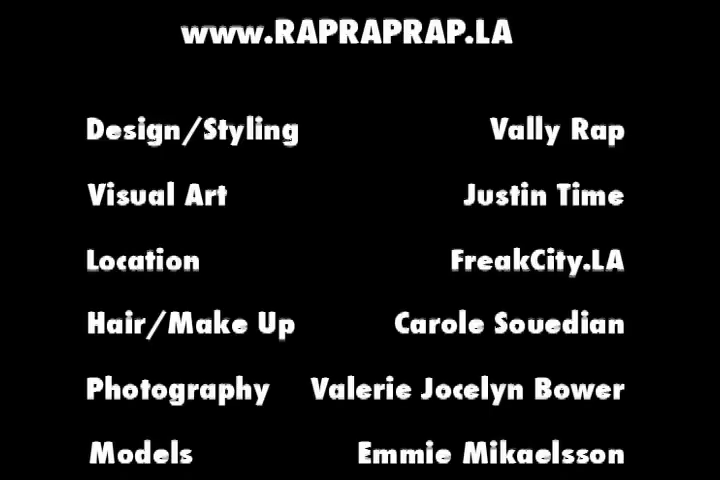 www.RAPRAPRAP.LA
Design/Styling Vally Rap
Visual Art Justin Time
Location FreakCity.LA
Hair/Make Up Carole Souedian
Photography Valerie Jocelyn Bower
Models Emmie Mikaelsson